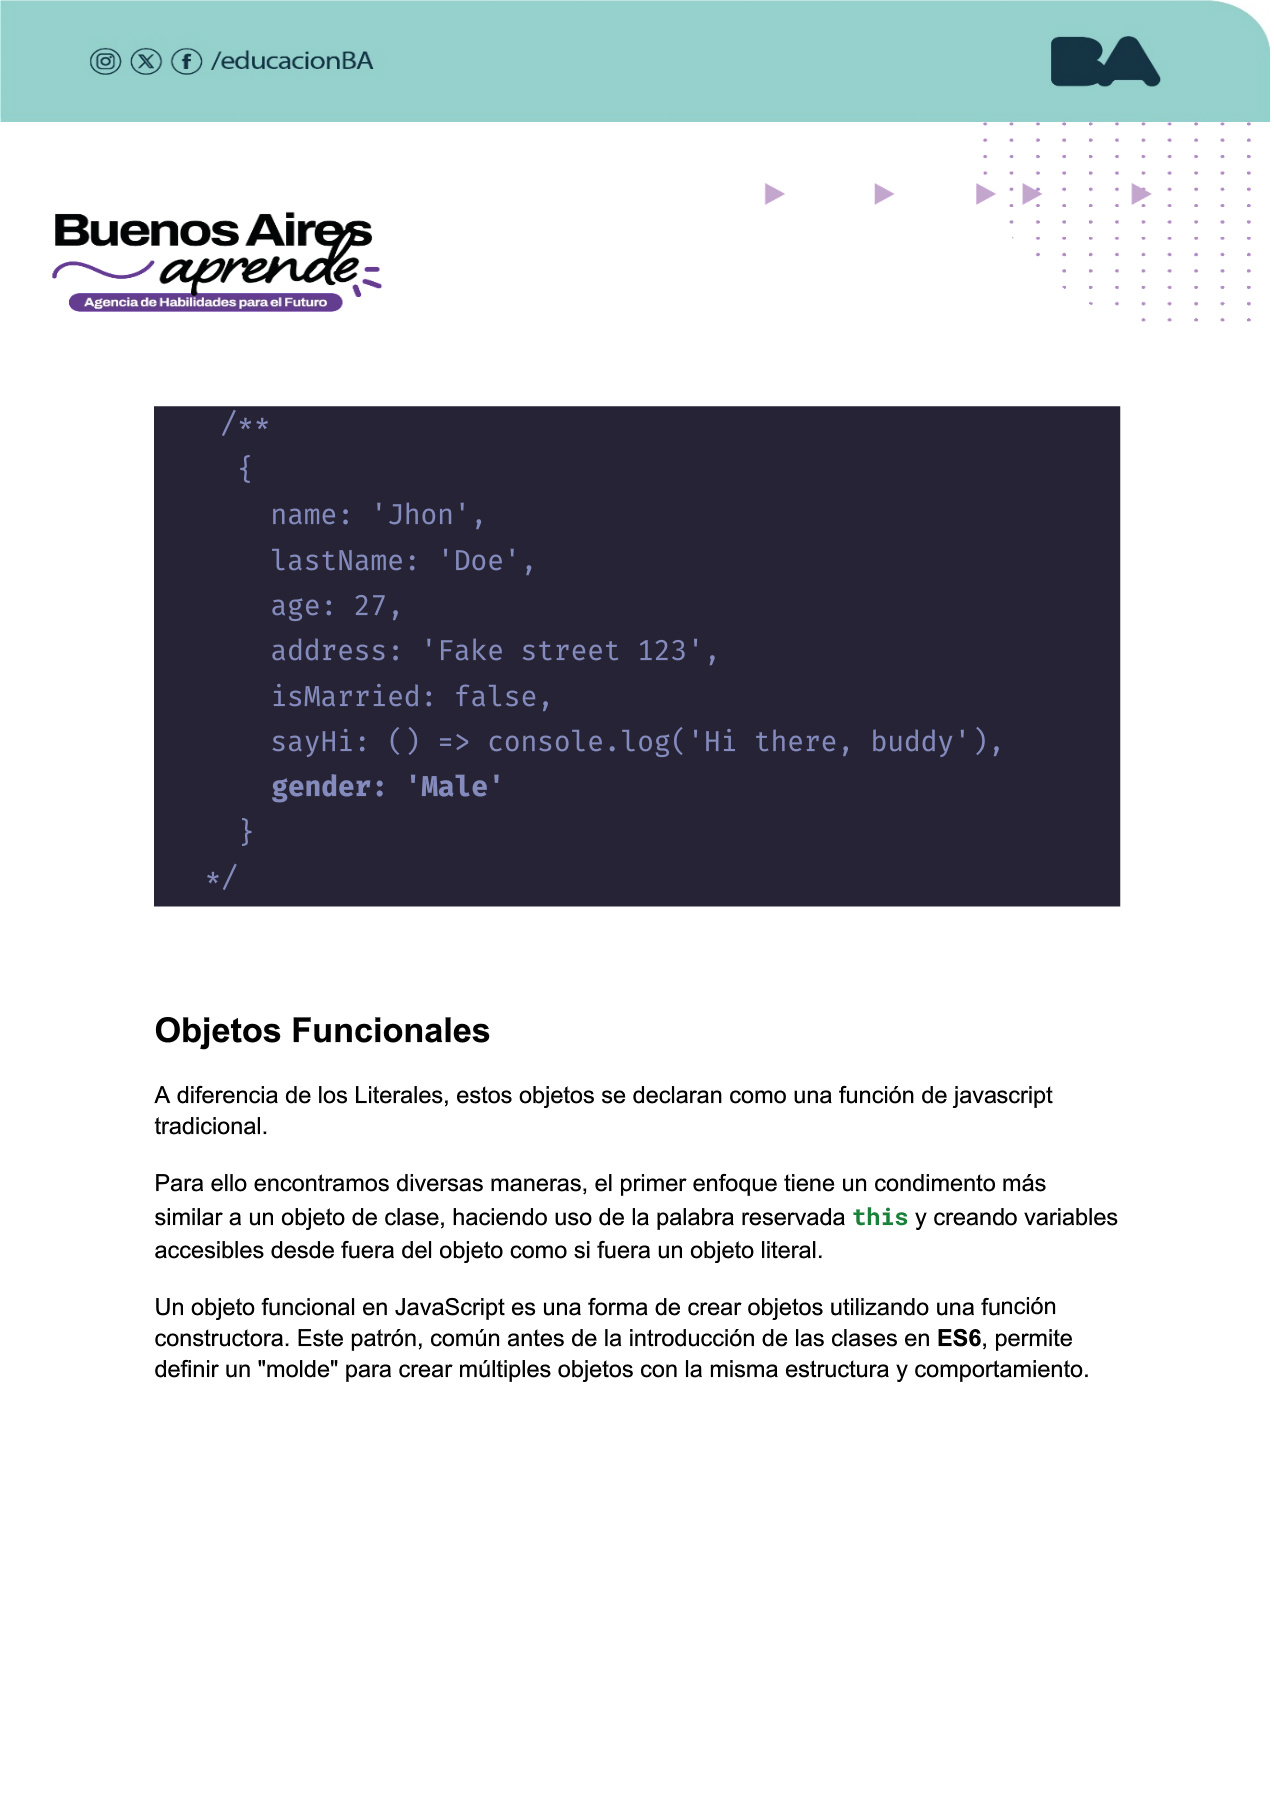 /educacionBA
BA
Buenos Aires
aprende
Agencia de Habilidades para el Futuro
/**
{
name: 'Jhon',
lastName: 'Doe',
age: 27,
address: 'Fake street 123',
isMarried: false,
sayHi: () => console.log('Hi there, buddy'),
gender: 'Male'
}
*/
Objetos Funcionales
A diferencia de los Literales, estos objetos se declaran como una función de javascript
tradicional.
Para ello encontramos diversas maneras, el primer enfoque tiene un condimento más
similar a un objeto de clase, haciendo uso de la palabra reservada this y creando variables
accesibles desde fuera del objeto como si fuera un objeto literal.
Un objeto funcional en JavaScript es una forma de crear objetos utilizando una función
constructora. Este patrón, común antes de la introducción de las clases en ES6, permite
definir un "molde" para crear múltiples objetos con la misma estructura y comportamiento.